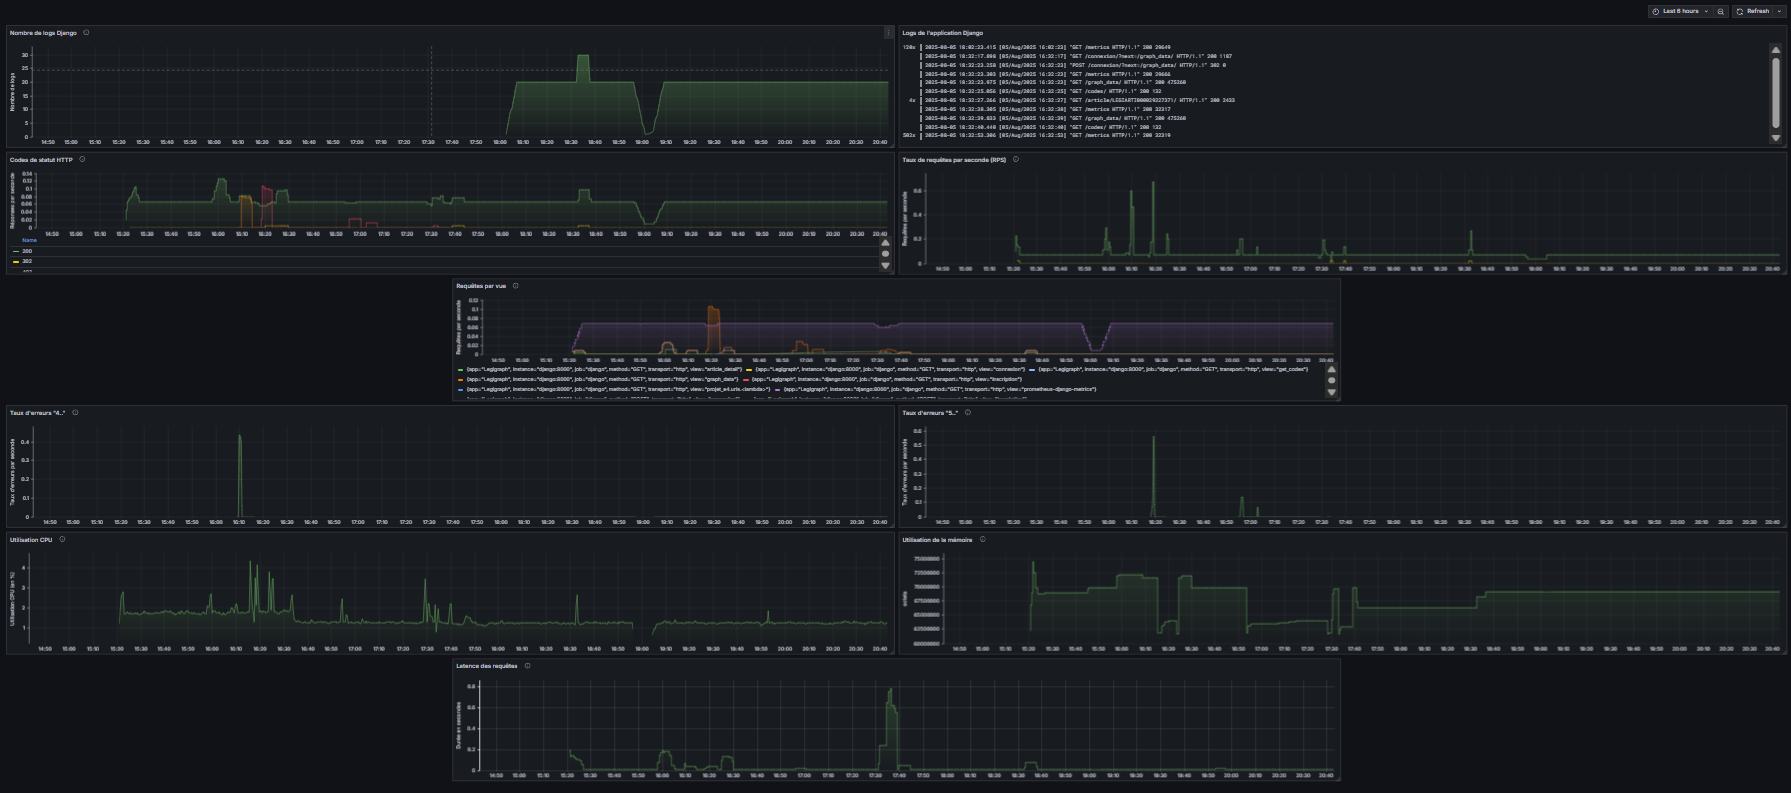 Last 6 hours
Refresh
Nombre de logs Django
Nombre de logs
30
25
20
15
10
5
0
14:50 15:00 15:10 15:20 15:30 15:40 15:50 16:00 16:10 16:20 16:30 16:40 16:50 17:00 17:10 17:20 17:30 17:40 17:50 18:00 18:10 18:20 18:30 18:40 18:50 19:00 19:10 19:20 19:30 19:40 19:50 20:00 20:10 20:20 20:30 20:40
Logs de l'application Django
120x 2025-08-05 18:02:23.415 [05/Aug/2025 16:02:23] "GET /metrics HTTP/1.1" 200 29649
2025-08-05 18:32:17.898 [05/Aug/2025 16:32:17] "GET /connexion/?next=/graph_data/ HTTP/1.1" 200 1187
2025-08-05 18:32:23.258 [05/Aug/2025 16:32:23] "POST /connexion/?next=/graph_data/ HTTP/1.1" 302 0
2025-08-05 18:32:23.303 [05/Aug/2025 16:32:23] "GET /metrics HTTP/1.1" 200 29666
2025-08-05 18:32:23.975 [05/Aug/2025 16:32:23] "GET /graph_data/ HTTP/1.1" 200 475260
2025-08-05 18:32:25.056 [05/Aug/2025 16:32:25] "GET /codes/ HTTP/1.1" 200 132
4x 2025-08-05 18:32:27.366 [05/Aug/2025 16:32:27] "GET /article/LEGIARTI000029327371/ HTTP/1.1" 200 2433
2025-08-05 18:32:38.305 [05/Aug/2025 16:32:38] "GET /metrics HTTP/1.1" 200 32317
2025-08-05 18:32:39.833 [05/Aug/2025 16:32:39] "GET /graph_data/ HTTP/1.1" 200 475260
2025-08-05 18:32:40.440 [05/Aug/2025 16:32:40] "GET /codes/ HTTP/1.1" 200 132
502x 2025-08-05 18:32:53.306 [05/Aug/2025 16:32:53] "GET /metrics HTTP/1.1" 200 32319
Codes de statut HTTP
Réponses par seconde
0.14
0.12
0.1
0.08
0.06
0.04
0.02
0
14:50 15:00 15:10 15:20 15:30 15:40 15:50 16:00 16:10 16:20 16:30 16:40 16:50 17:00 17:10 17:20 17:30 17:40 17:50 18:00 18:10 18:20 18:30 18:40 18:50 19:00 19:10 19:20 19:30 19:40 19:50 20:00 20:10 20:20 20:30 20:40
Name
200
302
Taux de requêtes par seconde (RPS)
Requêtes par seconde
0.6
0.4
0.2
0
14:50 15:00 15:10 15:20 15:30 15:40 15:50 16:00 16:10 16:20 16:30 16:40 16:50 17:00 17:10 17:20 17:30 17:40 17:50 18:00 18:10 18:20 18:30 18:40 18:50 19:00 19:10 19:20 19:30 19:40 19:50 20:00 20:10 20:20 20:30 20:40
Requêtes par vue
Requêtes par seconde
0.12
0.1
0.08
0.06
0.04
0.02
0
14:50 15:00 15:10 15:20 15:30 15:40 15:50 16:00 16:10 16:20 16:30 16:40 16:50 17:00 17:10 17:20 17:30 17:40 17:50 18:00 18:10 18:20 18:30 18:40 18:50 19:00 19:10 19:20 19:30 19:40 19:50 20:00 20:10 20:20 20:30 20:40
{app="Legigraph", instance="django:8000", job="django", method="GET", transport="http", view="article_detail"} {app="Legigraph", instance="django:8000", job="django", method="GET", transport="http", view="connexion"} {app="Legigraph", instance="django:8000", job="django", method="GET", transport="http", view="get_codes"}
{app="Legigraph", instance="django:8000", job="django", method="GET", transport="http", view="graph_data"} {app="Legigraph", instance="django:8000", job="django", method="GET", transport="http", view="inscription"}
{app="Legigraph", instance="django:8000", job="django", method="GET", transport="http", view="projet_e4.urls.<lambda>"} {app="Legigraph", instance="django:8000", job="django", method="GET", transport="http", view="prometheus-django-metrics"}
Taux d'erreurs "4.."
Taux d'erreurs par seconde
0.4
0.3
0.2
0.1
0
14:50 15:00 15:10 15:20 15:30 15:40 15:50 16:00 16:10 16:20 16:30 16:40 16:50 17:00 17:10 17:20 17:30 17:40 17:50 18:00 18:10 18:20 18:30 18:40 18:50 19:00 19:10 19:20 19:30 19:40 19:50 20:00 20:10 20:20 20:30 20:40
Taux d'erreurs "5.."
Taux d'erreurs par seconde
0.6
0.5
0.4
0.3
0.2
0.1
0
14:50 15:00 15:10 15:20 15:30 15:40 15:50 16:00 16:10 16:20 16:30 16:40 16:50 17:00 17:10 17:20 17:30 17:40 17:50 18:00 18:10 18:20 18:30 18:40 18:50 19:00 19:10 19:20 19:30 19:40 19:50 20:00 20:10 20:20 20:30 20:40
Utilisation CPU
Utilisation CPU (en %)
4
3
2
1
14:50 15:00 15:10 15:20 15:30 15:40 15:50 16:00 16:10 16:20 16:30 16:40 16:50 17:00 17:10 17:20 17:30 17:40 17:50 18:00 18:10 18:20 18:30 18:40 18:50 19:00 19:10 19:20 19:30 19:40 19:50 20:00 20:10 20:20 20:30 20:40
Utilisation de la mémoire
octets
75000000
72500000
70000000
67500000
65000000
62500000
60000000
14:50 15:00 15:10 15:20 15:30 15:40 15:50 16:00 16:10 16:20 16:30 16:40 16:50 17:00 17:10 17:20 17:30 17:40 17:50 18:00 18:10 18:20 18:30 18:40 18:50 19:00 19:10 19:20 19:30 19:40 19:50 20:00 20:10 20:20 20:30 20:40
Latence des requêtes
Durée en secondes
0.8
0.6
0.4
0.2
0
14:50 15:00 15:10 15:20 15:30 15:40 15:50 16:00 16:10 16:20 16:30 16:40 16:50 17:00 17:10 17:20 17:30 17:40 17:50 18:00 18:10 18:20 18:30 18:40 18:50 19:00 19:10 19:20 19:30 19:40 19:50 20:00 20:10 20:20 20:30 20:40